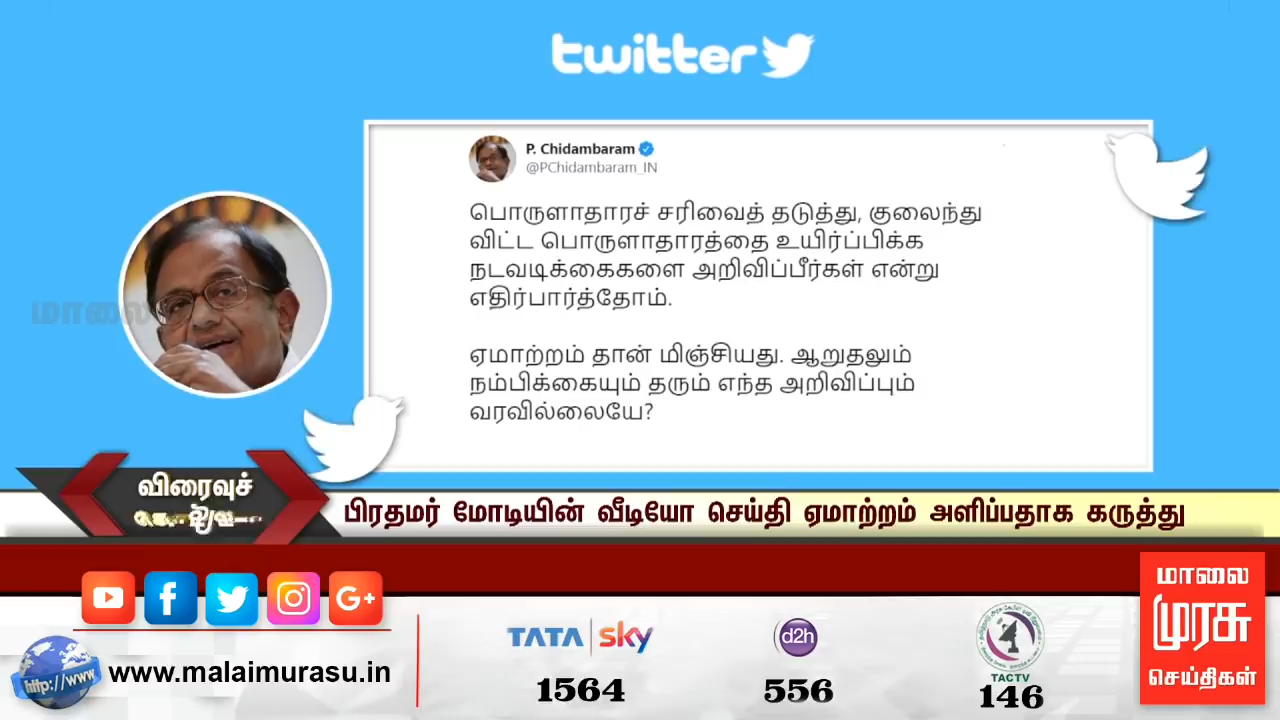 twitter
P. Chidambaram
@PChidambaram_IN
பொருளாதாரச் சரிவைத் தடுத்து, குலைந்து
விட்ட பொருளாதாரத்தை உயிர்ப்பிக்க
நடவடிக்கைகளை அறிவிப்பீர்கள் என்று
எதிர்பார்த்தோம்.
ஏமாற்றம் தான் மிஞ்சியது. ஆறுதலும்
நம்பிக்கையும் தரும் எந்த அறிவிப்பும்
வரவில்லையே?
மாலை
விரைவுச்
பிரதமர் மோடியின் வீடியோ செய்தி ஏமாற்றம் அளிப்பதாக கருத்து
G+
http://www
www.malaimurasu.in
TATA sky
1564
d2h
556
TACTV
146
மாலை
முரசு
செய்திகள்